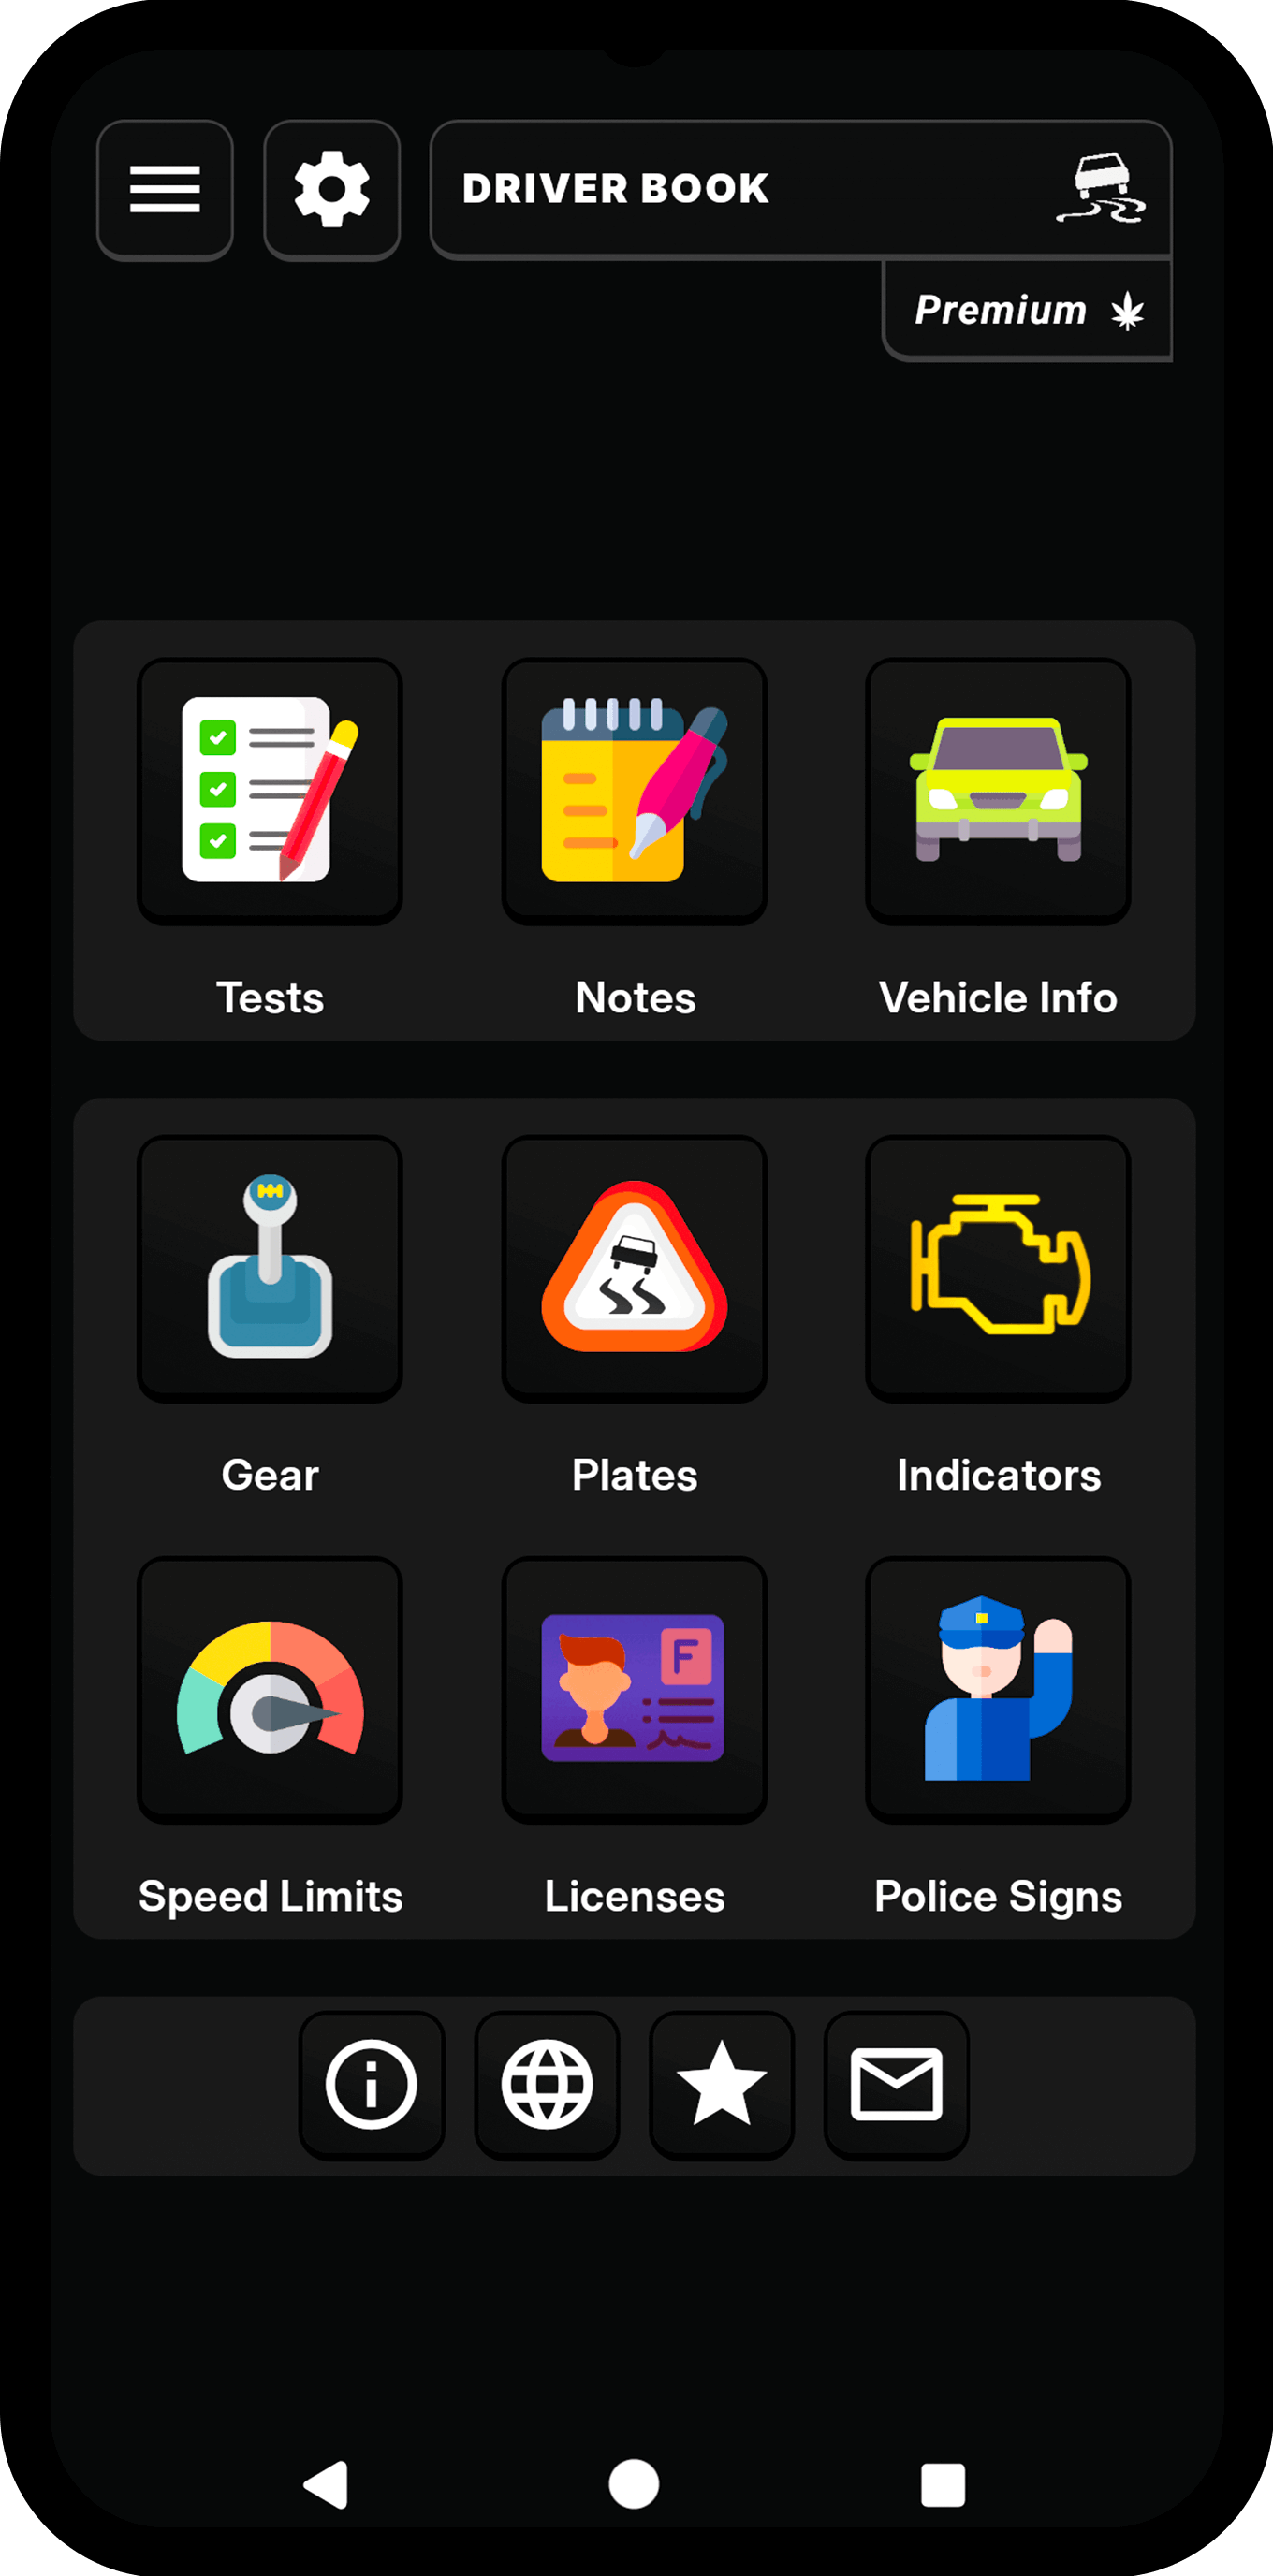 DRIVER BOOK
Premium
Tests
Notes
Vehicle Info
Gear
Plates
Indicators
F
Speed Limits
Licenses
Police Signs